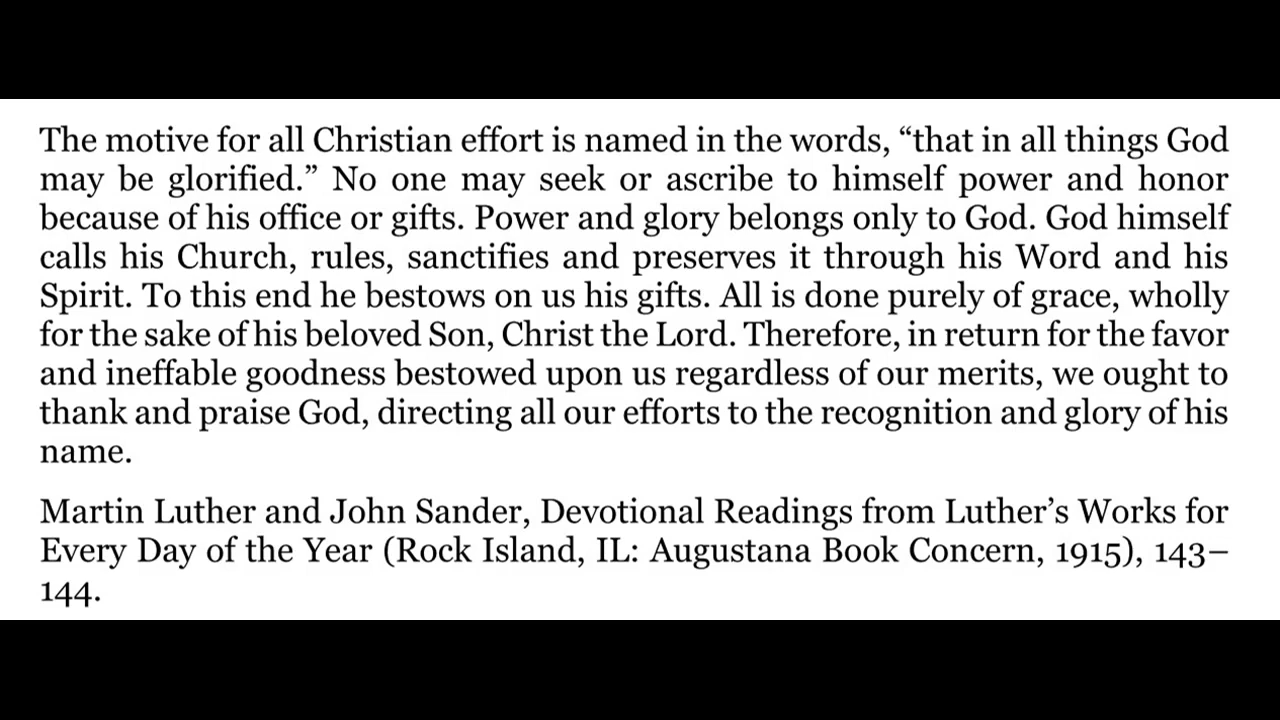 The motive for all Christian effort is named in the words, “that in all things God
may be glorified.” No one may seek or ascribe to himself power and honor
because of his office or gifts. Power and glory belongs only to God. God himself
calls his Church, rules, sanctifies and preserves it through his Word and his
Spirit. To this end he bestows on us his gifts. All is done purely of grace, wholly
for the sake of his beloved Son, Christ the Lord. Therefore, in return for the favor
and ineffable goodness bestowed upon us regardless of our merits, we ought to
thank and praise God, directing all our efforts to the recognition and glory of his
name.
Martin Luther and John Sander, Devotional Readings from Luther’s Works for
Every Day of the Year (Rock Island, IL: Augustana Book Concern, 1915), 143–
144.